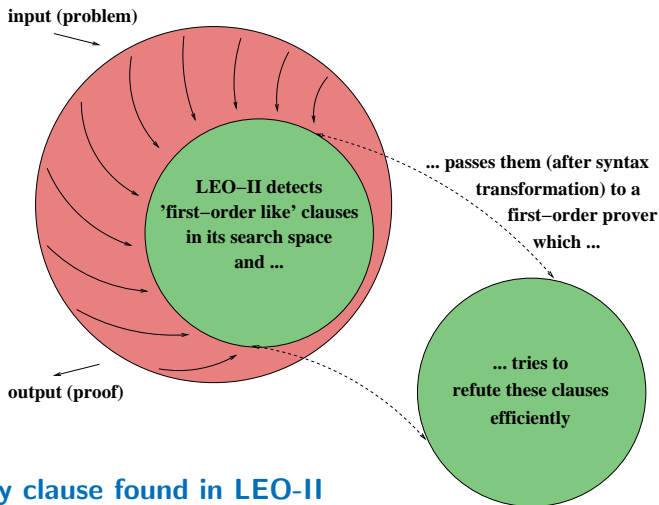 input (problem)
LEO−II detects
’first−order like’ clauses
in its search space
and ...
... passes them (after syntax
transformation) to a
first−order prover
which ...
... tries to
refute these clauses
efficiently
output (proof)
y clause found in LEO-II